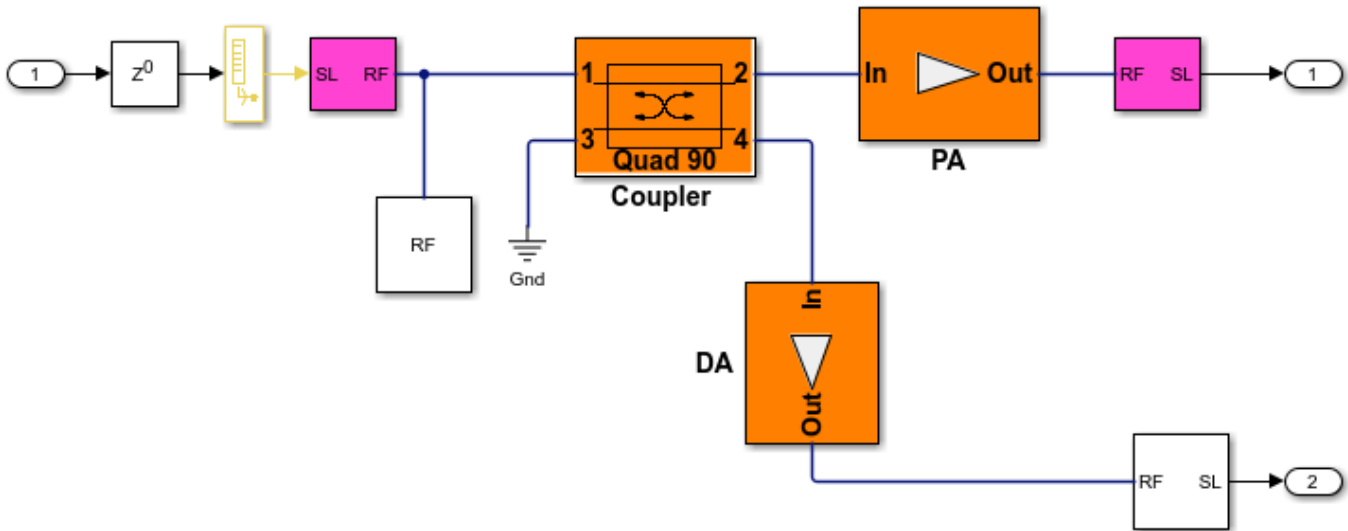 1
Z⁰
SL RF
1 2
3 4
Quad 90
Coupler
In Out
PA
RF SL
1
RF
Gnd
In
DA
Out
RF SL
2